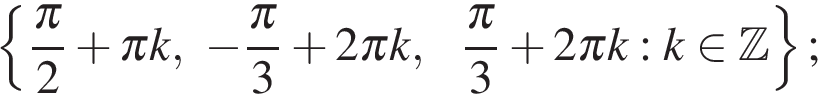 { π/2 + πk, −π/3 + 2πk, π/3 + 2πk : k ∈ ℤ };